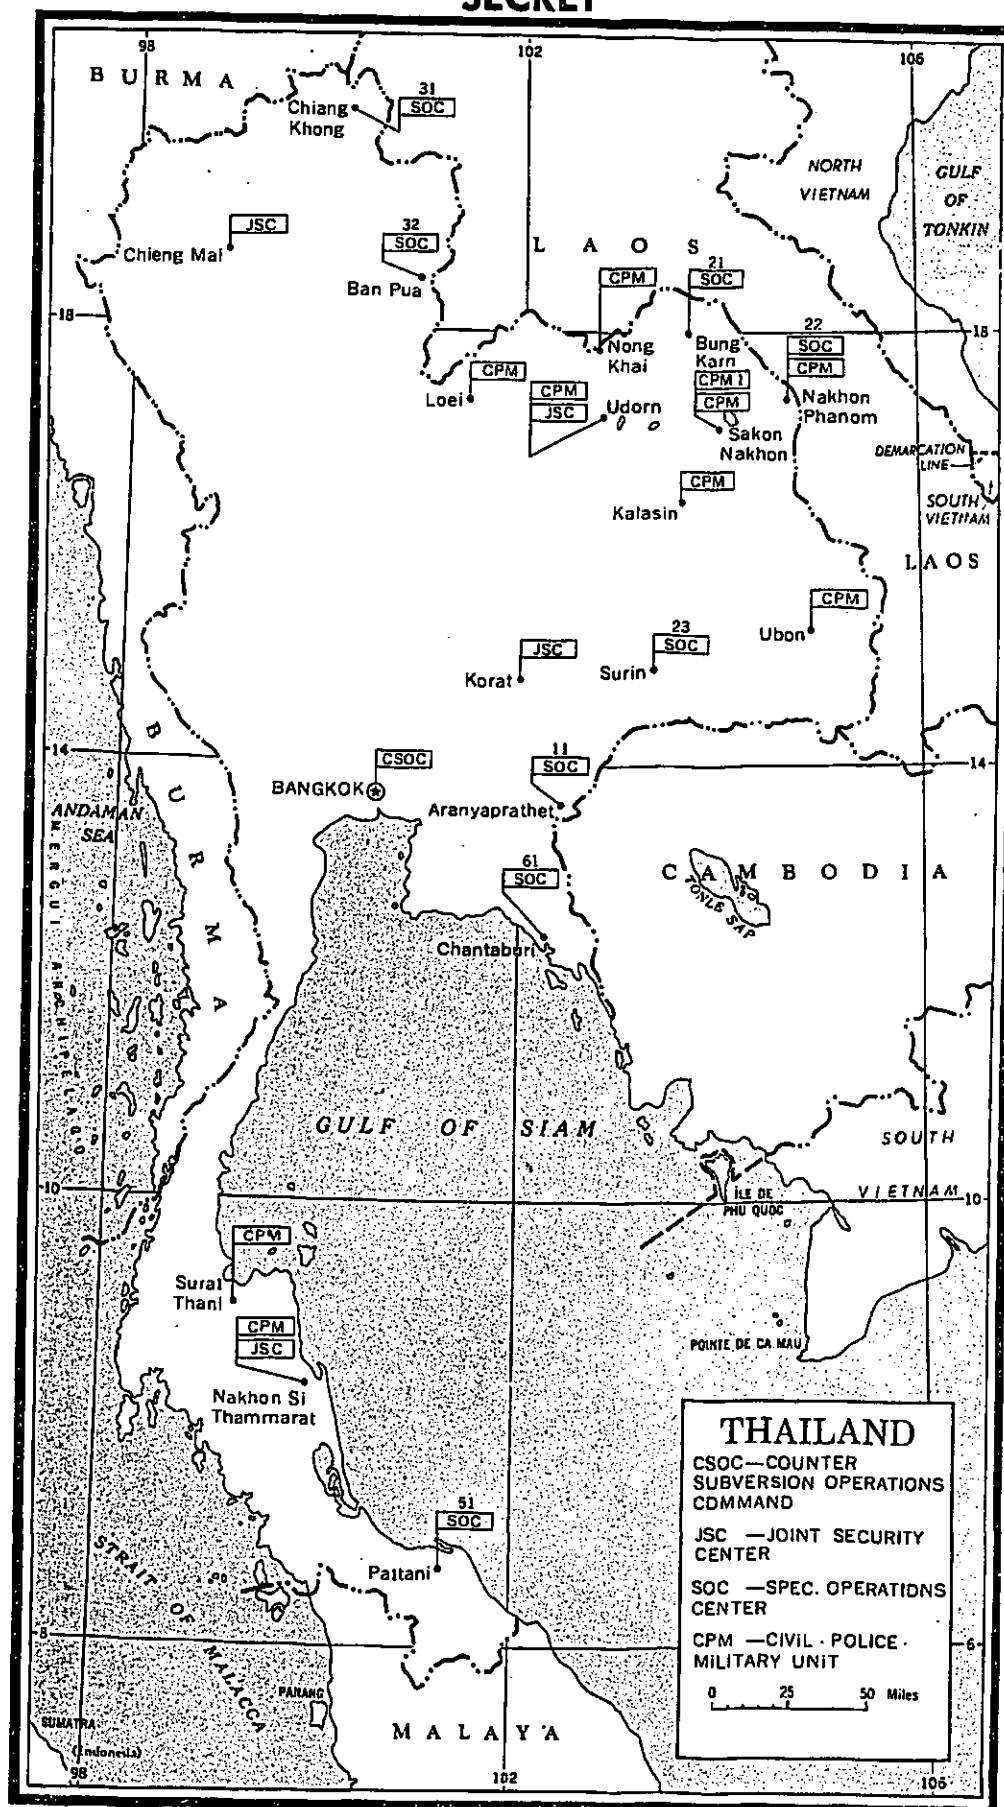 SECRET
98
102
106
BURMA
Chiang
Khong
31
SOC
NORTH
VIETNAM
GULF
OF
TONKIN
JSC
Chieng Mai
32
SOC
Ban Pua
LAOS
CPM
21
SOC
18
18
Nong
Khai
Bung
Karn
22
SOC
CPM
Nakhon
Phanom
CPM
Loei
CPM
JSC
Udorn
CPM 1
CPM
Sakon
Nakhon
DEMARCATION
LINE
SOUTH
VIETNAM
CPM
Kalasin
LAOS
CPM
Ubon
JSC
Korat
23
SOC
Surin
14
14
CSOC
BANGKOK
11
SOC
Aranyaprathet
BURMA
ANDAMAN
SEA
MERGUI ARCHIPELAGO
61
SOC
Chantaburi
CAMBODIA
TONLE SAP
GULF OF SIAM
SOUTH
VIETNAM
10
10
ÎLE DE
PHU QUOC
CPM
Surat
Thani
CPM
JSC
Nakhon Si
Thammarat
POINTE DE CA MAU
51
SOC
Pattani
STRAIT OF MALACCA
6
PANANG
SUMATRA
(Indonesia)
MALAYA
98
102
106
THAILAND
CSOC—COUNTER
SUBVERSION OPERATIONS
COMMAND
JSC —JOINT SECURITY
CENTER
SOC —SPEC. OPERATIONS
CENTER
CPM —CIVIL · POLICE ·
MILITARY UNIT
0 25 50 Miles